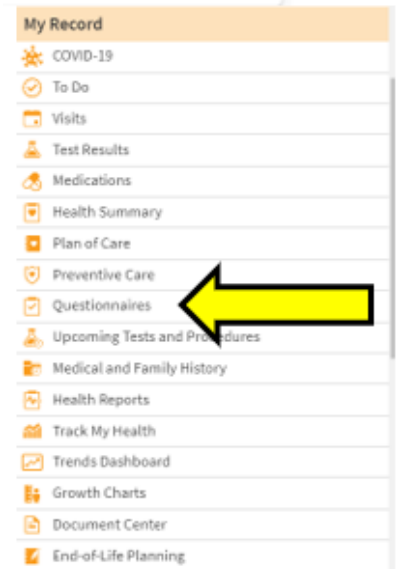 My Record
COVID-19
To Do
Visits
Test Results
Medications
Health Summary
Plan of Care
Preventive Care
Questionnaires
Upcoming Tests and Procedures
Medical and Family History
Health Reports
Track My Health
Trends Dashboard
Growth Charts
Document Center
End-of-Life Planning